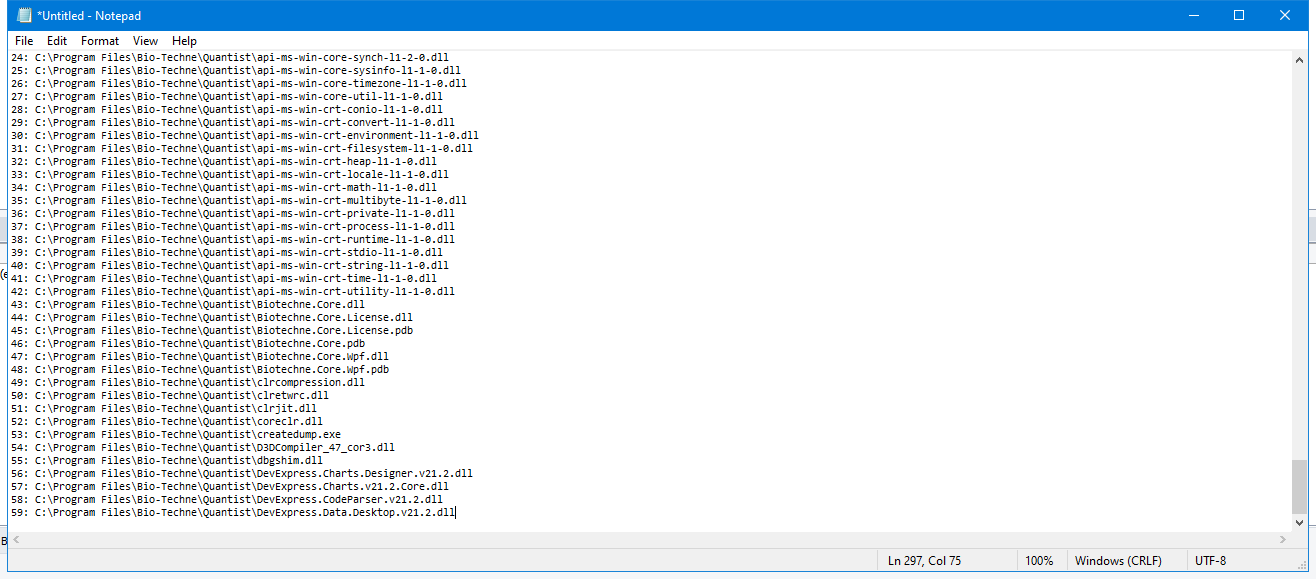 *Untitled - Notepad
File Edit Format View Help
24: C:\Program Files\Bio-Techne\Quantist\api-ms-win-core-synch-l1-2-0.dll
25: C:\Program Files\Bio-Techne\Quantist\api-ms-win-core-sysinfo-l1-1-0.dll
26: C:\Program Files\Bio-Techne\Quantist\api-ms-win-core-timezone-l1-1-0.dll
27: C:\Program Files\Bio-Techne\Quantist\api-ms-win-core-util-l1-1-0.dll
28: C:\Program Files\Bio-Techne\Quantist\api-ms-win-crt-conio-l1-1-0.dll
29: C:\Program Files\Bio-Techne\Quantist\api-ms-win-crt-convert-l1-1-0.dll
30: C:\Program Files\Bio-Techne\Quantist\api-ms-win-crt-environment-l1-1-0.dll
31: C:\Program Files\Bio-Techne\Quantist\api-ms-win-crt-filesystem-l1-1-0.dll
32: C:\Program Files\Bio-Techne\Quantist\api-ms-win-crt-heap-l1-1-0.dll
33: C:\Program Files\Bio-Techne\Quantist\api-ms-win-crt-locale-l1-1-0.dll
34: C:\Program Files\Bio-Techne\Quantist\api-ms-win-crt-math-l1-1-0.dll
35: C:\Program Files\Bio-Techne\Quantist\api-ms-win-crt-multibyte-l1-1-0.dll
36: C:\Program Files\Bio-Techne\Quantist\api-ms-win-crt-private-l1-1-0.dll
37: C:\Program Files\Bio-Techne\Quantist\api-ms-win-crt-process-l1-1-0.dll
38: C:\Program Files\Bio-Techne\Quantist\api-ms-win-crt-runtime-l1-1-0.dll
39: C:\Program Files\Bio-Techne\Quantist\api-ms-win-crt-stdio-l1-1-0.dll
40: C:\Program Files\Bio-Techne\Quantist\api-ms-win-crt-string-l1-1-0.dll
41: C:\Program Files\Bio-Techne\Quantist\api-ms-win-crt-time-l1-1-0.dll
42: C:\Program Files\Bio-Techne\Quantist\api-ms-win-crt-utility-l1-1-0.dll
43: C:\Program Files\Bio-Techne\Quantist\Biotechne.Core.dll
44: C:\Program Files\Bio-Techne\Quantist\Biotechne.Core.License.dll
45: C:\Program Files\Bio-Techne\Quantist\Biotechne.Core.License.pdb
46: C:\Program Files\Bio-Techne\Quantist\Biotechne.Core.pdb
47: C:\Program Files\Bio-Techne\Quantist\Biotechne.Core.Wpf.dll
48: C:\Program Files\Bio-Techne\Quantist\Biotechne.Core.Wpf.pdb
49: C:\Program Files\Bio-Techne\Quantist\clrcompression.dll
50: C:\Program Files\Bio-Techne\Quantist\clretwrc.dll
51: C:\Program Files\Bio-Techne\Quantist\clrjit.dll
52: C:\Program Files\Bio-Techne\Quantist\coreclr.dll
53: C:\Program Files\Bio-Techne\Quantist\createdump.exe
54: C:\Program Files\Bio-Techne\Quantist\D3DCompiler_47_cor3.dll
55: C:\Program Files\Bio-Techne\Quantist\dbgshim.dll
56: C:\Program Files\Bio-Techne\Quantist\DevExpress.Charts.Designer.v21.2.dll
57: C:\Program Files\Bio-Techne\Quantist\DevExpress.Charts.v21.2.Core.dll
58: C:\Program Files\Bio-Techne\Quantist\DevExpress.CodeParser.v21.2.dll
59: C:\Program Files\Bio-Techne\Quantist\DevExpress.Data.Desktop.v21.2.dll
Ln 297, Col 75 100% Windows (CRLF) UTF-8